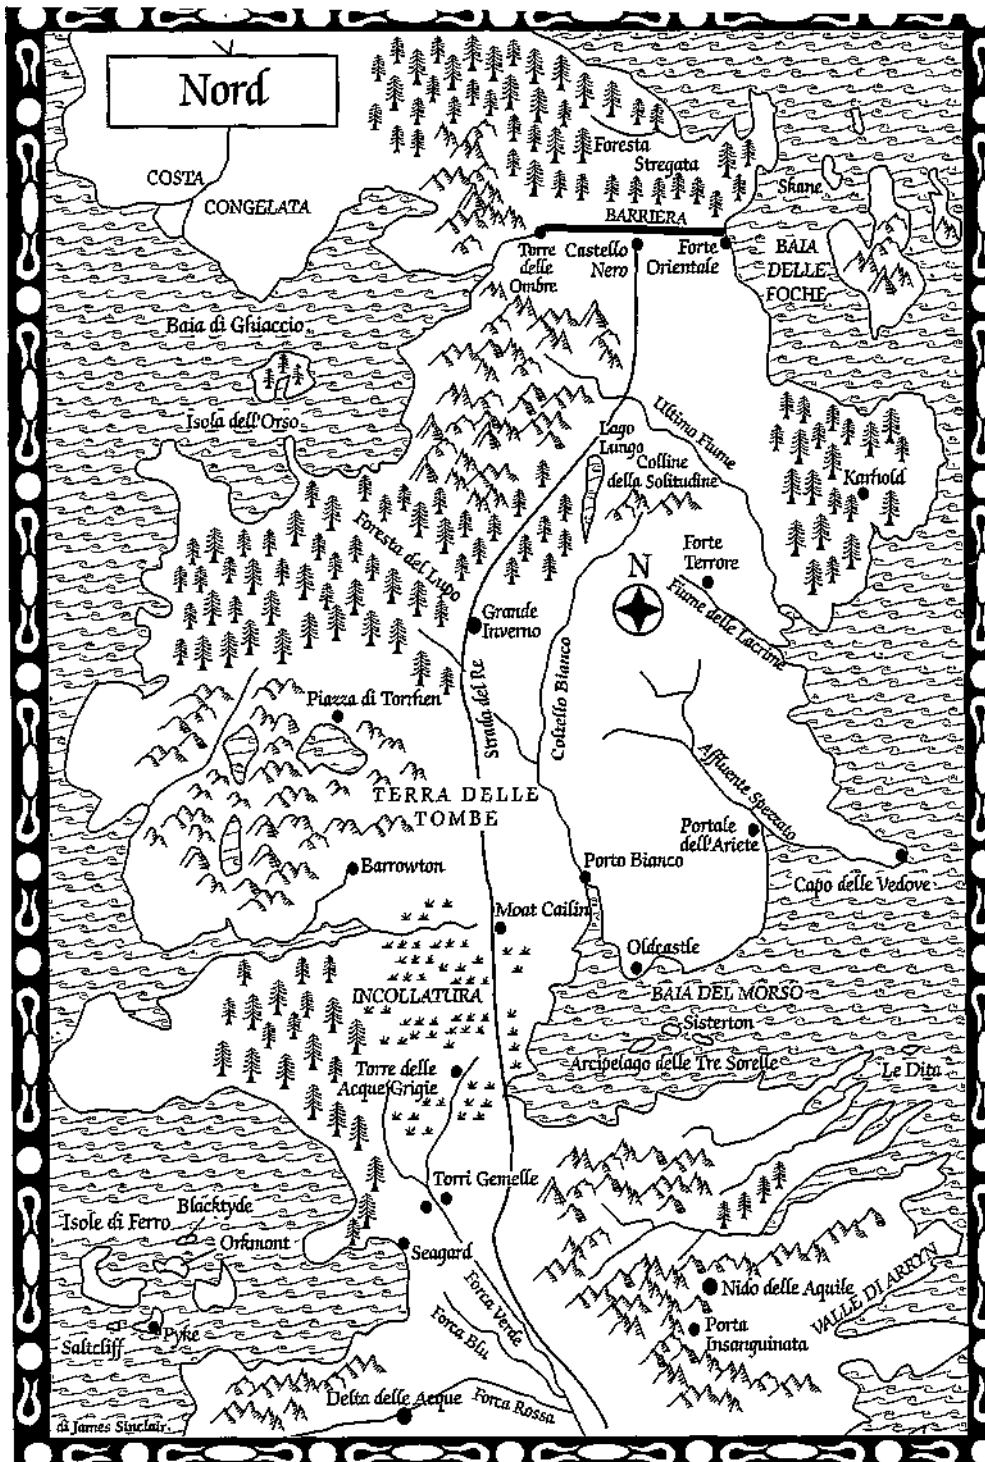 Nord
Foresta
Stregata
COSTA
CONGELATA
Skane
BARRIERA
Torre
delle
Ombre
Castello
Nero
Forte
Orientale
BAIA
DELLE
FOCHE
Baia di Ghiaccio
Isola dell'Orso
Ultimo Fiume
Lago
Lungo
Colline
della Solitudine
Karhold
Foresta del Lupo
Forte
Terrore
N
Fiume delle Lacrime
Grande
Inverno
Strada del Re
Coltello Bianco
Piazza di Torrhen
Affluente Spezzato
TERRA DELLE
TOMBE
Portale
dell'Ariete
Porto Bianco
Barrowton
Capo delle Vedove
Moat Cailin
Oldcastle
INCOLLATURA
BAIA DEL MORSO
Sisterton
Arcipelago delle Tre Sorelle
Le Dita
Torre delle
Acque Grigie
Torri Gemelle
Blacktyde
Isole di Ferro
Orkmont
Seagard
Nido delle Aquile
VALLE DI ARRYN
Forca Verde
Forca Blu
Porta
Insanguinata
Pyke
Saltcliff
Delta delle Acque
Forca Rossa
di James Sinclair